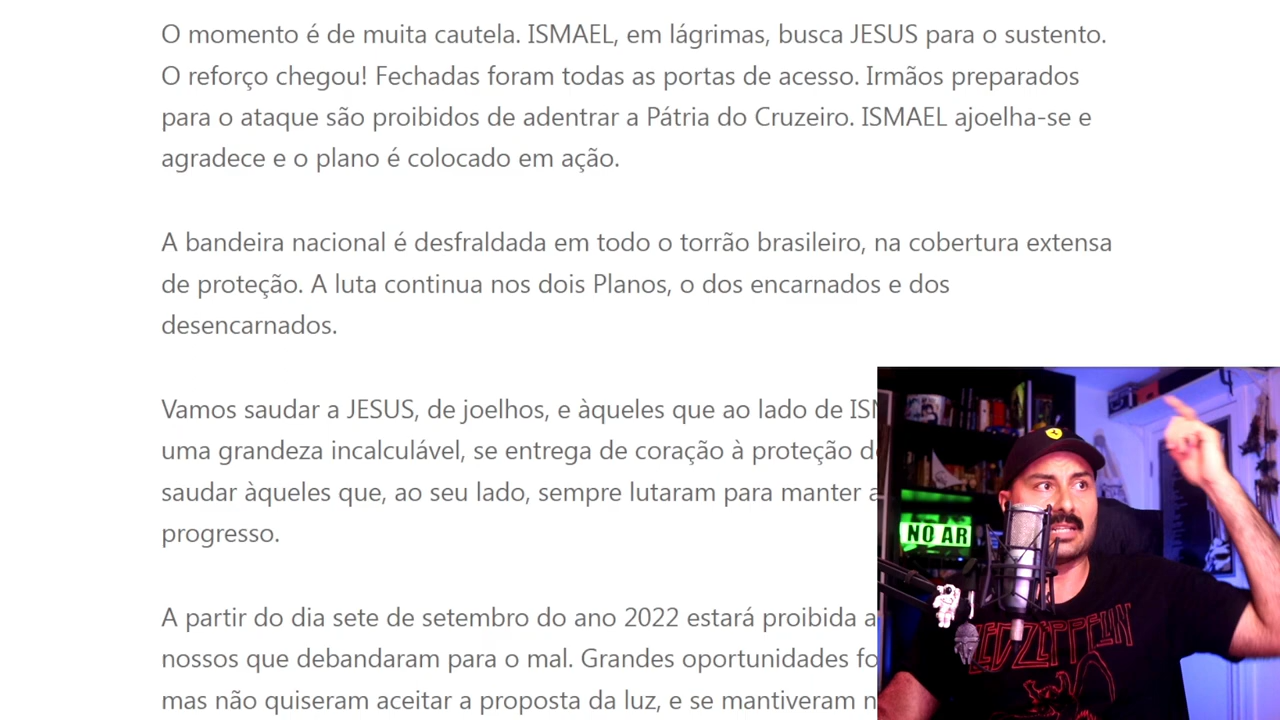 O momento é de muita cautela. ISMAEL, em lágrimas, busca JESUS para o sustento.
O reforço chegou! Fechadas foram todas as portas de acesso. Irmãos preparados
para o ataque são proibidos de adentrar a Pátria do Cruzeiro. ISMAEL ajoelha-se e
agradece e o plano é colocado em ação.
A bandeira nacional é desfraldada em todo o torrão brasileiro, na cobertura extensa
de proteção. A luta continua nos dois Planos, o dos encarnados e dos
desencarnados.
Vamos saudar a JESUS, de joelhos, e àqueles que ao lado de
uma grandeza incalculável, se entrega de coração à proteção
saudar àqueles que, ao seu lado, sempre lutaram para manter a
progresso.
A partir do dia sete de setembro do ano 2022 estará proibida a
nossos que debandaram para o mal. Grandes oportunidades
mas não quiseram aceitar a proposta da luz, e se mantiveram
NO AR
LED ZEPPELIN